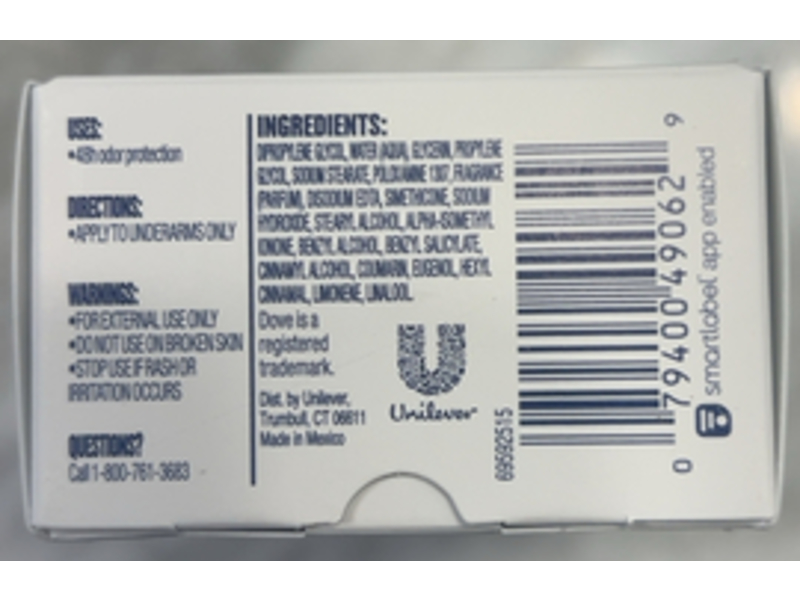 USES:
•48h odor protection
DIRECTIONS:
•APPLY TO UNDERARMS ONLY
WARNINGS:
•FOR EXTERNAL USE ONLY
•DO NOT USE ON BROKEN SKIN
•STOP USE IF RASH OR
IRRITATION OCCURS
QUESTIONS?
Call 1-800-761-3683
INGREDIENTS:
DIPROPYLENE GLYCOL, WATER (AQUA), GLYCERIN, PROPYLENE
GLYCOL, SODIUM STEARATE, POLOXAMINE 1307, FRAGRANCE
(PARFUM), DISODIUM EDTA, SIMETHICONE, SODIUM
HYDROXIDE, STEARYL ALCOHOL, ALPHA-ISOMETHYL
IONONE, BENZYL ALCOHOL, BENZYL SALICYLATE,
CINNAMYL ALCOHOL, COUMARIN, EUGENOL, HEXYL
CINNAMAL, LIMONENE, LINALOOL.
Dove is a
registered
trademark.
Dist. by Unilever,
Trumbull, CT 06611
Made in Mexico
Unilever
69592515
0 79400 49062 9
smartlabel app enabled